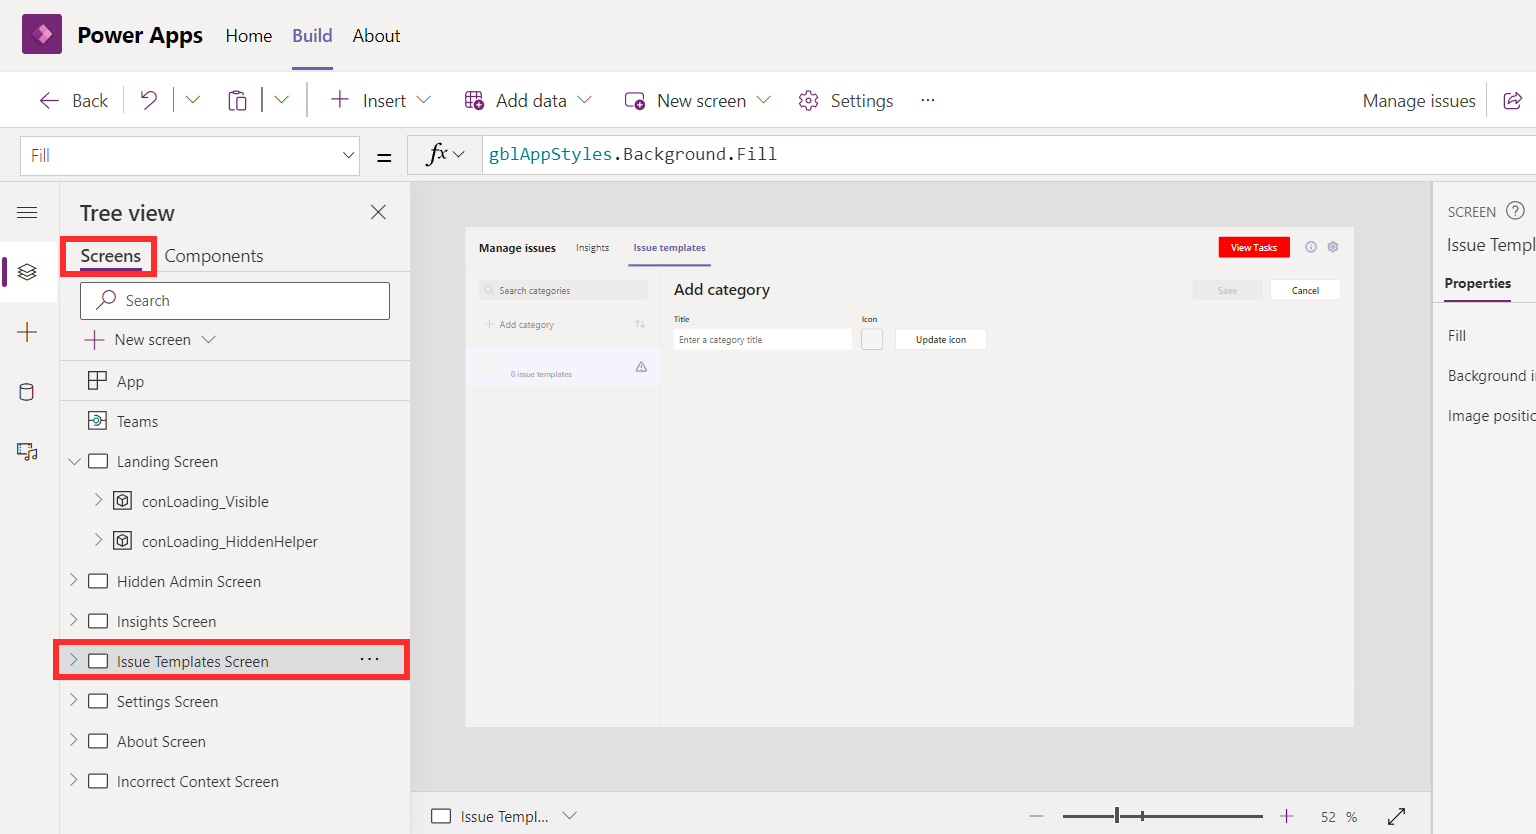 Power Apps Home Build About
Back Insert Add data New screen Settings ··· Manage issues
Fill = fx gblAppStyles.Background.Fill
Tree view
Screens Components
Search
New screen
App
Teams
Landing Screen
conLoading_Visible
conLoading_HiddenHelper
Hidden Admin Screen
Insights Screen
Issue Templates Screen ···
Settings Screen
About Screen
Incorrect Context Screen
Manage issues Insights Issue templates View Tasks
Search categories
Add category
0 issue templates
Add category Save Cancel
Title Icon
Enter a category title Update icon
Issue Templ... 52 %
SCREEN ?
Issue Templ
Properties
Fill
Background i
Image positio